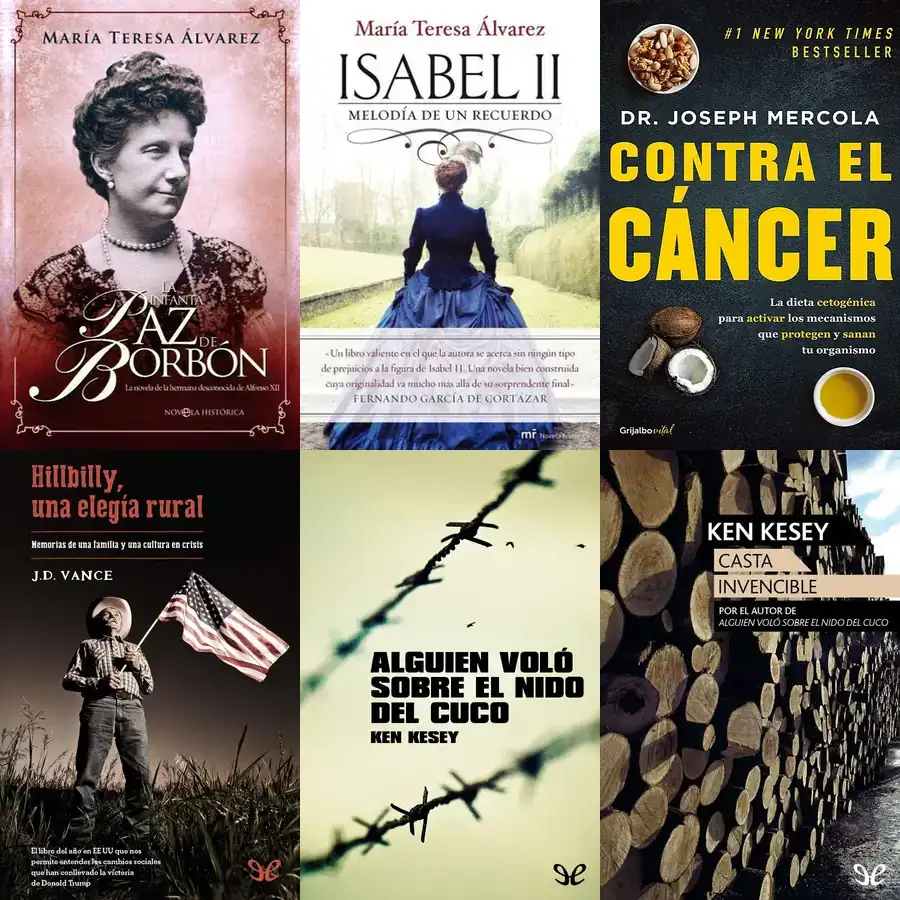 MARÍA TERESA ÁLVAREZ
LA
INFANTA
PAZ
DE
BORBÓN
La novela de la hermana desconocida de Alfonso XII
NOVELA HISTÓRICA
María Teresa Álvarez
ISABEL II
MELODÍA DE UN RECUERDO
«Un libro valiente en el que la autora se acerca sin ningún tipo
de prejuicios a la figura de Isabel II. Una novela bien construida
cuya originalidad va mucho más allá de su sorprendente final»
FERNANDO GARCÍA DE CORTAZAR
mr
#1 NEW YORK TIMES
BESTSELLER
DR. JOSEPH MERCOLA
CONTRA EL
CÁNCER
La dieta cetogénica
para activar los mecanismos
que protegen y sanan
tu organismo
Grijalbo vital
Hillbilly,
una elegía rural
Memorias de una familia y una cultura en crisis
J.D. VANCE
El libro del año en EE UU que nos
permite entender los cambios sociales
que han conllevado la victoria
de Donald Trump
ALGUIEN VOLÓ
SOBRE EL NIDO
DEL CUCO
KEN KESEY
KEN KESEY
CASTA
INVENCIBLE
POR EL AUTOR DE
ALGUIEN VOLÓ SOBRE EL NIDO DEL CUCO